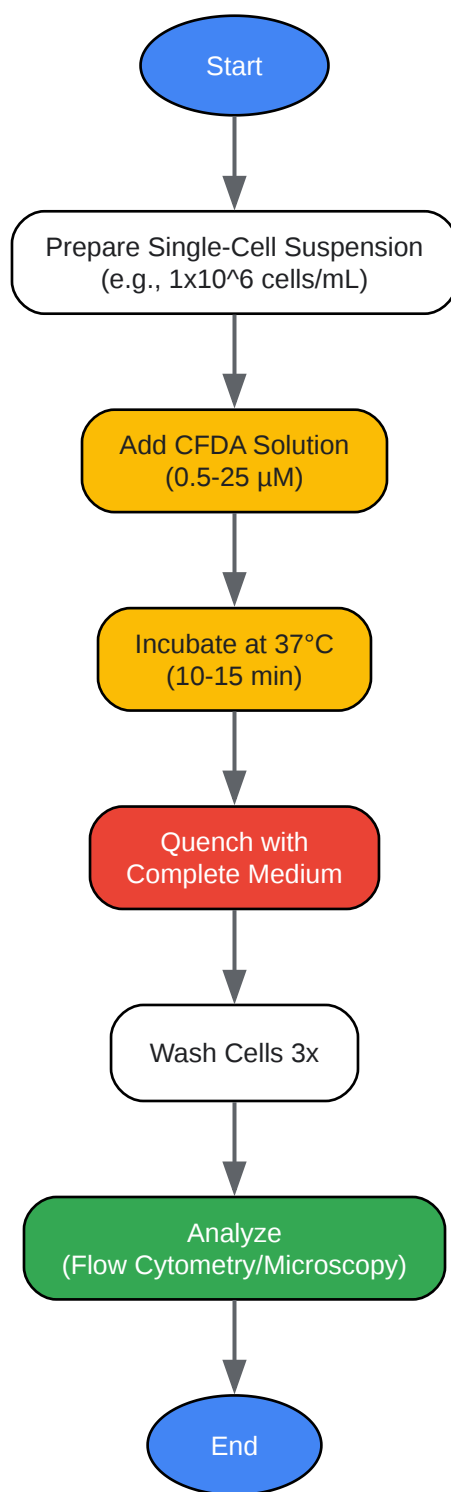 Start
Prepare Single-Cell Suspension
(e.g., 1x10^6 cells/mL)
Add CFDA Solution
(0.5-25 µM)
Incubate at 37°C
(10-15 min)
Quench with
Complete Medium
Wash Cells 3x
Analyze
(Flow Cytometry/Microscopy)
End